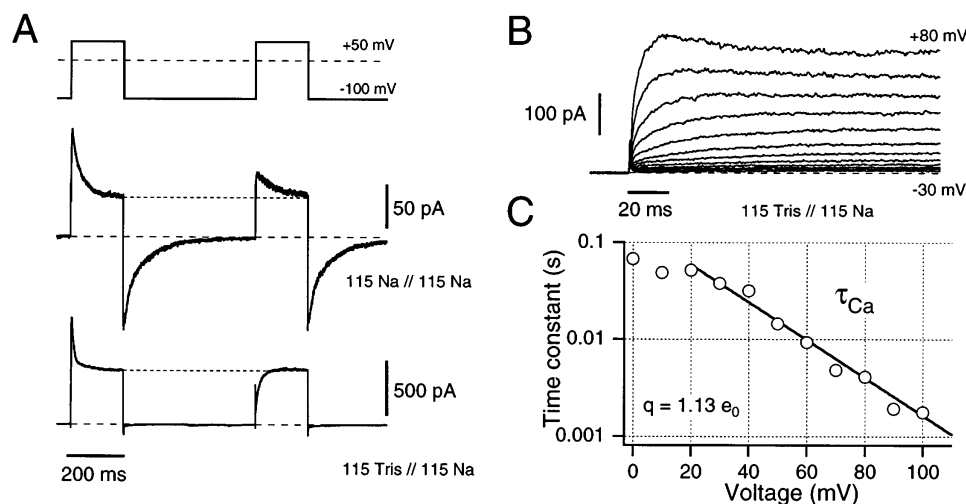 A
+50 mV
-100 mV
50 pA
115 Na // 115 Na
500 pA
200 ms
115 Tris // 115 Na
B
+80 mV
100 pA
-30 mV
20 ms
115 Tris // 115 Na
C
0.1
0.01
0.001
Time constant (s)
τCa
q = 1.13 e0
0 20 40 60 80 100
Voltage (mV)